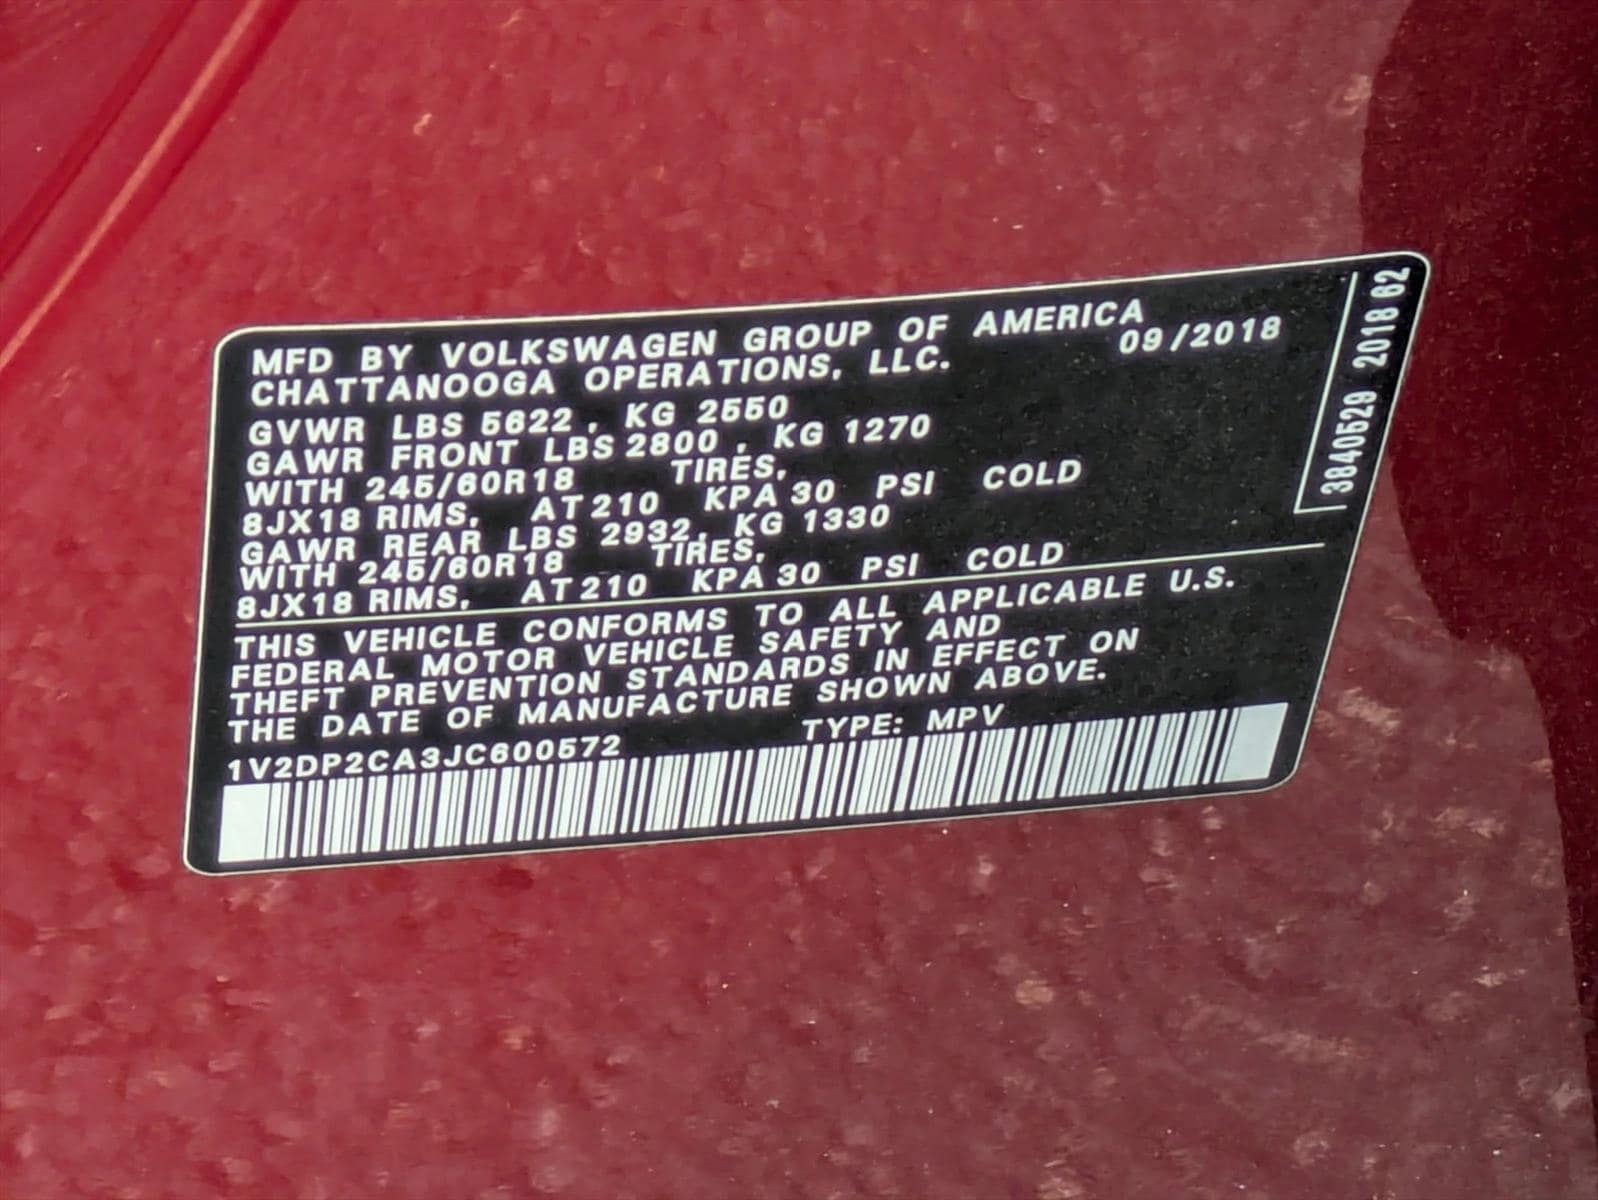 MFD BY VOLKSWAGEN GROUP OF AMERICA
CHATTANOOGA OPERATIONS, LLC. 09/2018
GVWR LBS 5622, KG 2550
GAWR FRONT LBS 2800, KG 1270
WITH 245/60R18 TIRES,
8JX18 RIMS, AT 210 KPA 30 PSI COLD
GAWR REAR LBS 2932, KG 1330
WITH 245/60R18 TIRES,
8JX18 RIMS, AT 210 KPA 30 PSI COLD
THIS VEHICLE CONFORMS TO ALL APPLICABLE U.S.
FEDERAL MOTOR VEHICLE SAFETY AND
THEFT PREVENTION STANDARDS IN EFFECT ON
THE DATE OF MANUFACTURE SHOWN ABOVE.
1V2DP2CA3JC600572 TYPE: MPV
3840529 2018 62